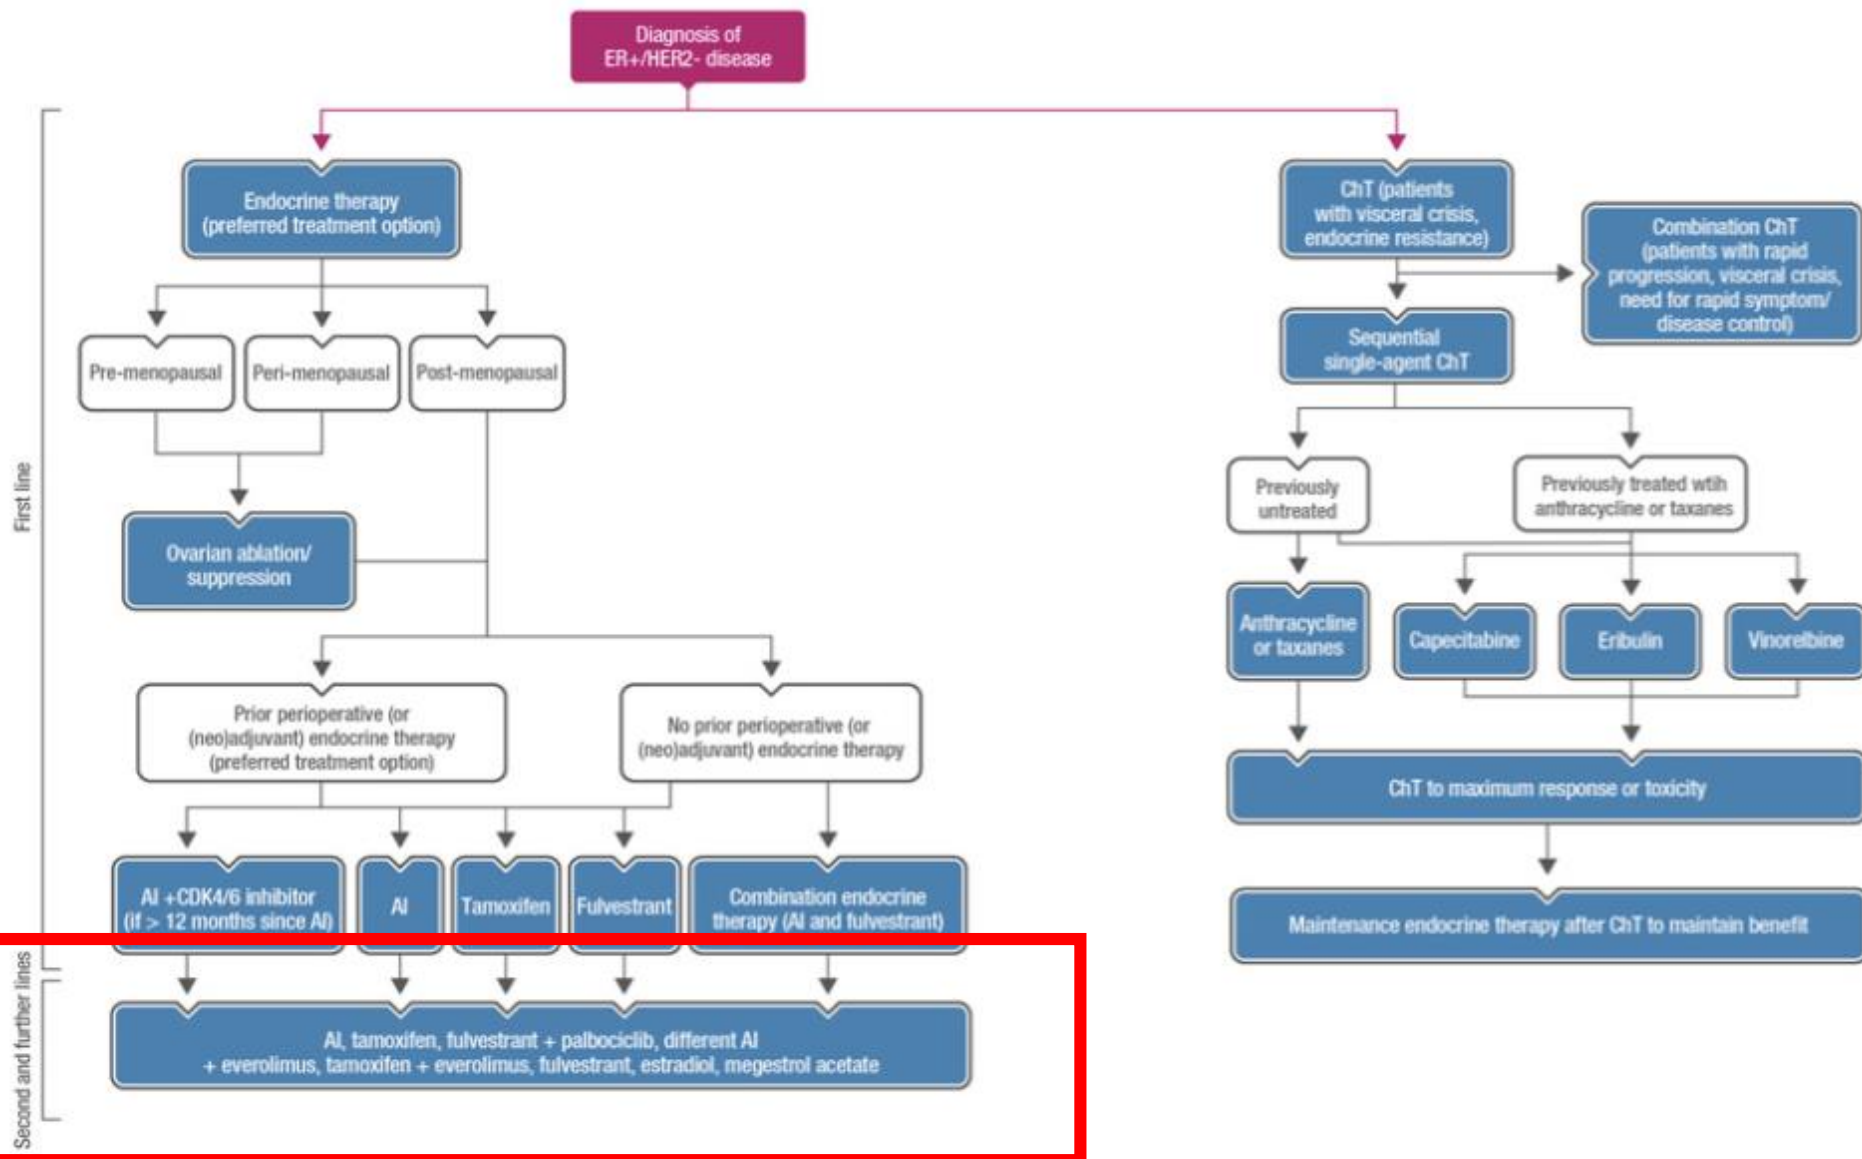 Diagnosis of
ER+/HER2- disease
First line
Endocrine therapy
(preferred treatment option)
Pre-menopausal
Peri-menopausal
Post-menopausal
Ovarian ablation/
suppression
Prior perioperative (or
(neo)adjuvant) endocrine therapy
(preferred treatment option)
No prior perioperative (or
(neo)adjuvant) endocrine therapy
AI +CDK4/6 inhibitor
(if > 12 months since AI)
AI
Tamoxifen
Fulvestrant
Combination endocrine
therapy (AI and fulvestrant)
Second and further lines
AI, tamoxifen, fulvestrant + palbociclib, different AI
+ everolimus, tamoxifen + everolimus, fulvestrant, estradiol, megestrol acetate
ChT (patients
with visceral crisis,
endocrine resistance)
Combination ChT
(patients with rapid
progression, visceral crisis,
need for rapid symptom/
disease control)
Sequential
single-agent ChT
Previously
untreated
Previously treated wtih
anthracycline or taxanes
Anthracycline
or taxanes
Capecitabine
Eribulin
Vinorelbine
ChT to maximum response or toxicity
Maintenance endocrine therapy after ChT to maintain benefit